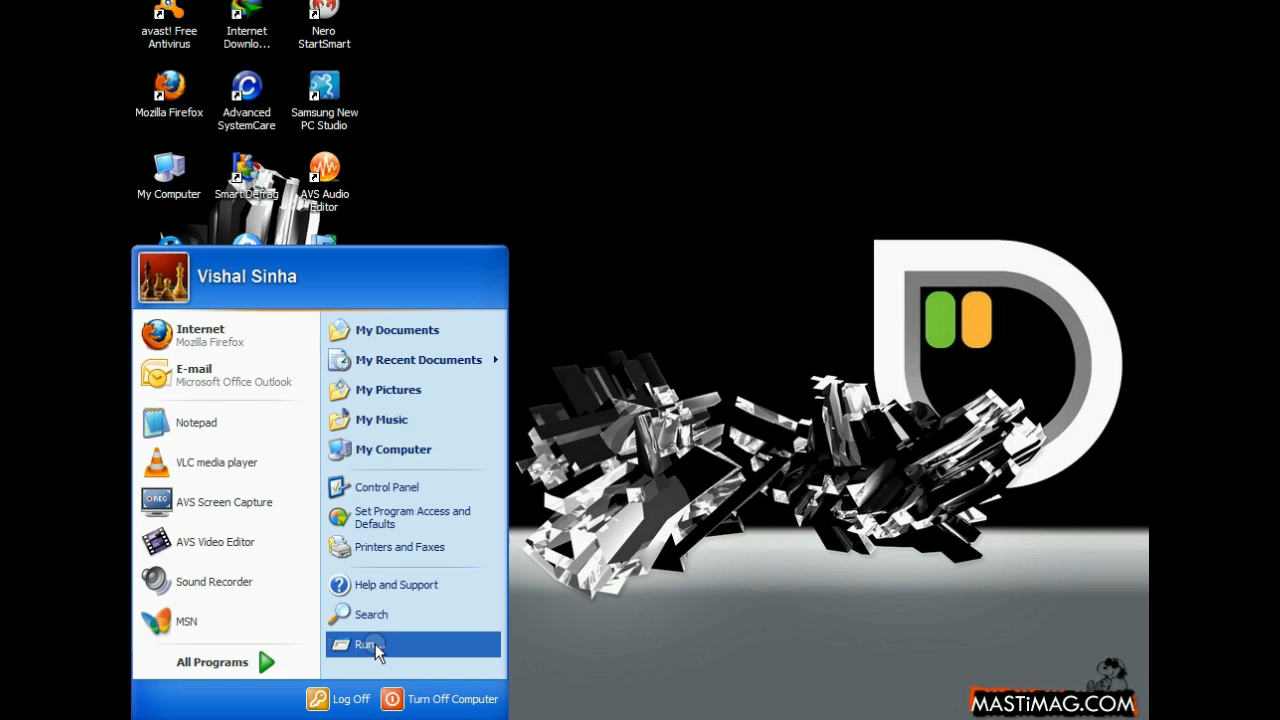 avast! Free
Antivirus
Internet
Downlo...
Nero
StartSmart
Mozilla Firefox
Advanced
SystemCare
Samsung New
PC Studio
My Computer
Smart Defrag
AVS Audio
Editor
Vishal Sinha
Internet
Mozilla Firefox
E-mail
Microsoft Office Outlook
Notepad
VLC media player
AVS Screen Capture
AVS Video Editor
Sound Recorder
MSN
All Programs
My Documents
My Recent Documents
My Pictures
My Music
My Computer
Control Panel
Set Program Access and
Defaults
Printers and Faxes
Help and Support
Search
Run...
Log Off
Turn Off Computer
REC
MASTiMAG.COM